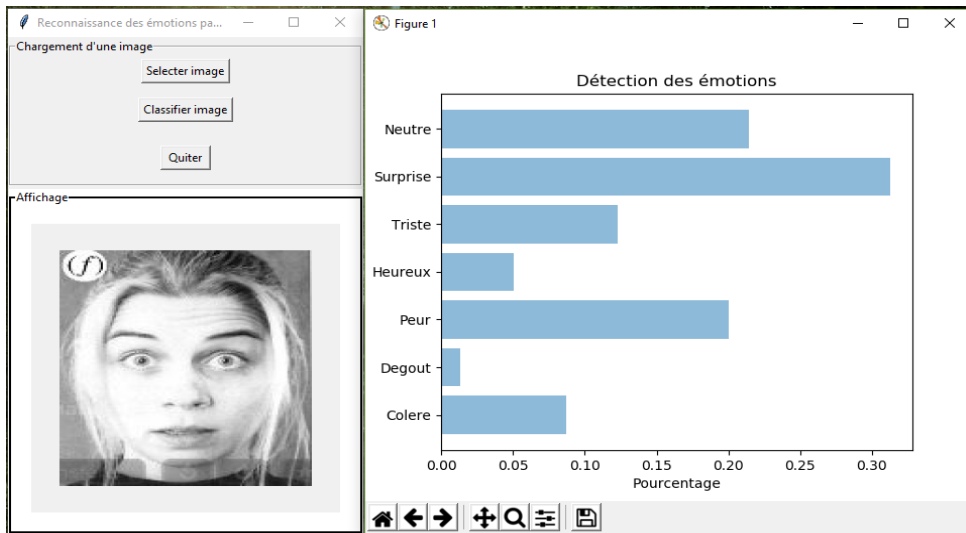 Reconnaissance des émotions pa...
Chargement d'une image
Selecter image
Classifier image
Quiter
Affichage
(f)
Figure 1
Détection des émotions
Neutre
Surprise
Triste
Heureux
Peur
Degout
Colere
0.00 0.05 0.10 0.15 0.20 0.25 0.30
Pourcentage